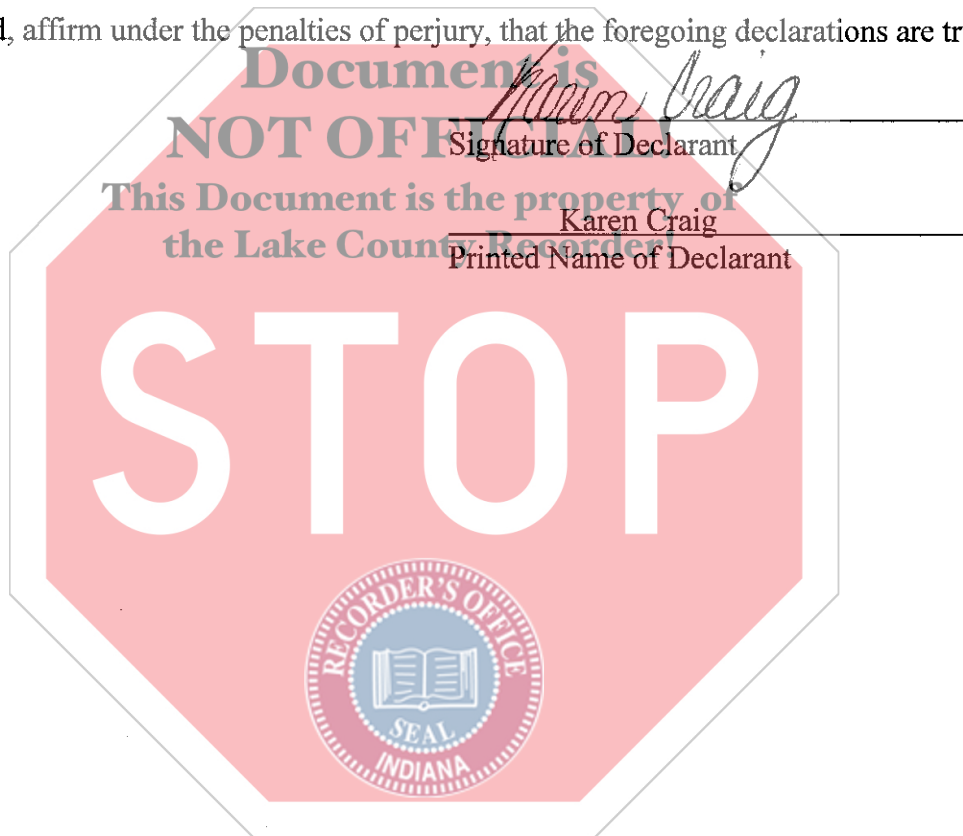 d, affirm under the penalties of perjury, that the foregoing declarations are tr
Document is
Karen Craig
NOT OFFICIAL!
Signature of Declarant
This Document is the property of
Karen Craig
the Lake County Recorder!
Printed Name of Declarant
STOP
RECORDER'S OFFICE
SEAL
INDIANA